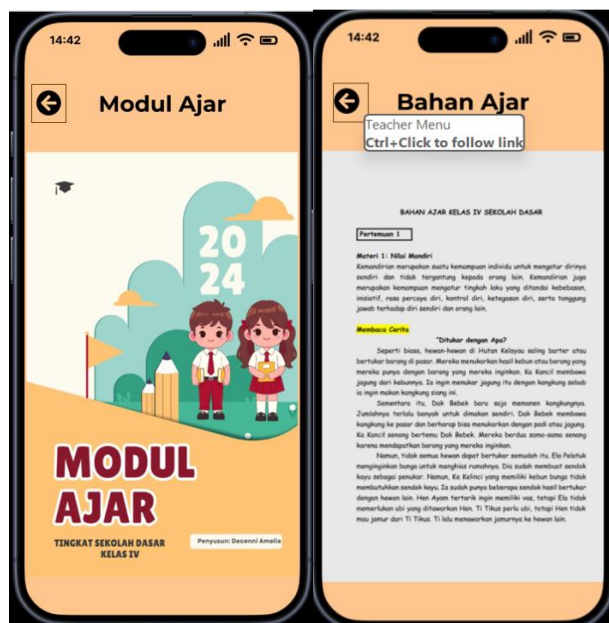 14:42
Modul Ajar
20
24
MODUL
AJAR
TINGKAT SEKOLAH DASAR
KELAS IV
Penyusun: Decenni Amelia
14:42
Bahan Ajar
Teacher Menu
Ctrl+Click to follow link
BAHAN AJAR KELAS IV SEKOLAH DASAR
Pertemuan 1
Materi 1: Nilai Mandiri
Kemandirian merupakan suatu kemampuan individu untuk mengatur dirinya
sendiri dan tidak tergantung kepada orang lain. Kemandirian juga
merupakan kemampuan mengatur tingkah laku yang ditandai kebebasan,
inisiatif, rasa percaya diri, kontrol diri, ketegasan diri, serta tanggung
jawab terhadap diri sendiri dan orang lain.
Membaca Cerita
"Ditukar dengan Apa?
Seperti biasa, hewan-hewan di Hutan Kelayau saling barter atau
bertukar barang di pasar. Mereka menukarkan hasil kebun atau barang yang
mereka punya dengan barang yang mereka inginkan. Ka Kancil membawa
jagung dari kebunnya. Ia ingin menukar jagung itu dengan kangkung sebab
ia ingin makan kangkung siang ini.
Sementara itu, Dak Bebek baru saja memanen kangkungnya.
Jumlahnya terlalu banyak untuk dimakan sendiri. Dak Bebek membawa
kangkung ke pasar dan berharap bisa menukarkan dengan padi atau jagung.
Ka Kancil senang bertemu Dak Bebek. Mereka berdua sama-sama senang
karena mendapatkan barang yang mereka inginkan.
Namun, tidak semua hewan dapat bertukar semudah itu. Ela Pelatuk
menginginkan bunga untuk menghias rumahnya. Dia sudah membuat sendok
kayu sebagai penukar. Namun, Ke Kelinci yang memiliki kebun bunga tidak
membutuhkan sendok kayu. Ia sudah punya beberapa sendok hasil bertukar
dengan hewan lain. Hen Ayam tertarik ingin memiliki vas, tetapi Ela tidak
memerlukan ubi yang ditawarkan Hen. Ti Tikus perlu ubi, tetapi Hen tidak
mau jamur dari Ti Tikus. Ti lalu menawarkan jamurnya ke hewan lain.